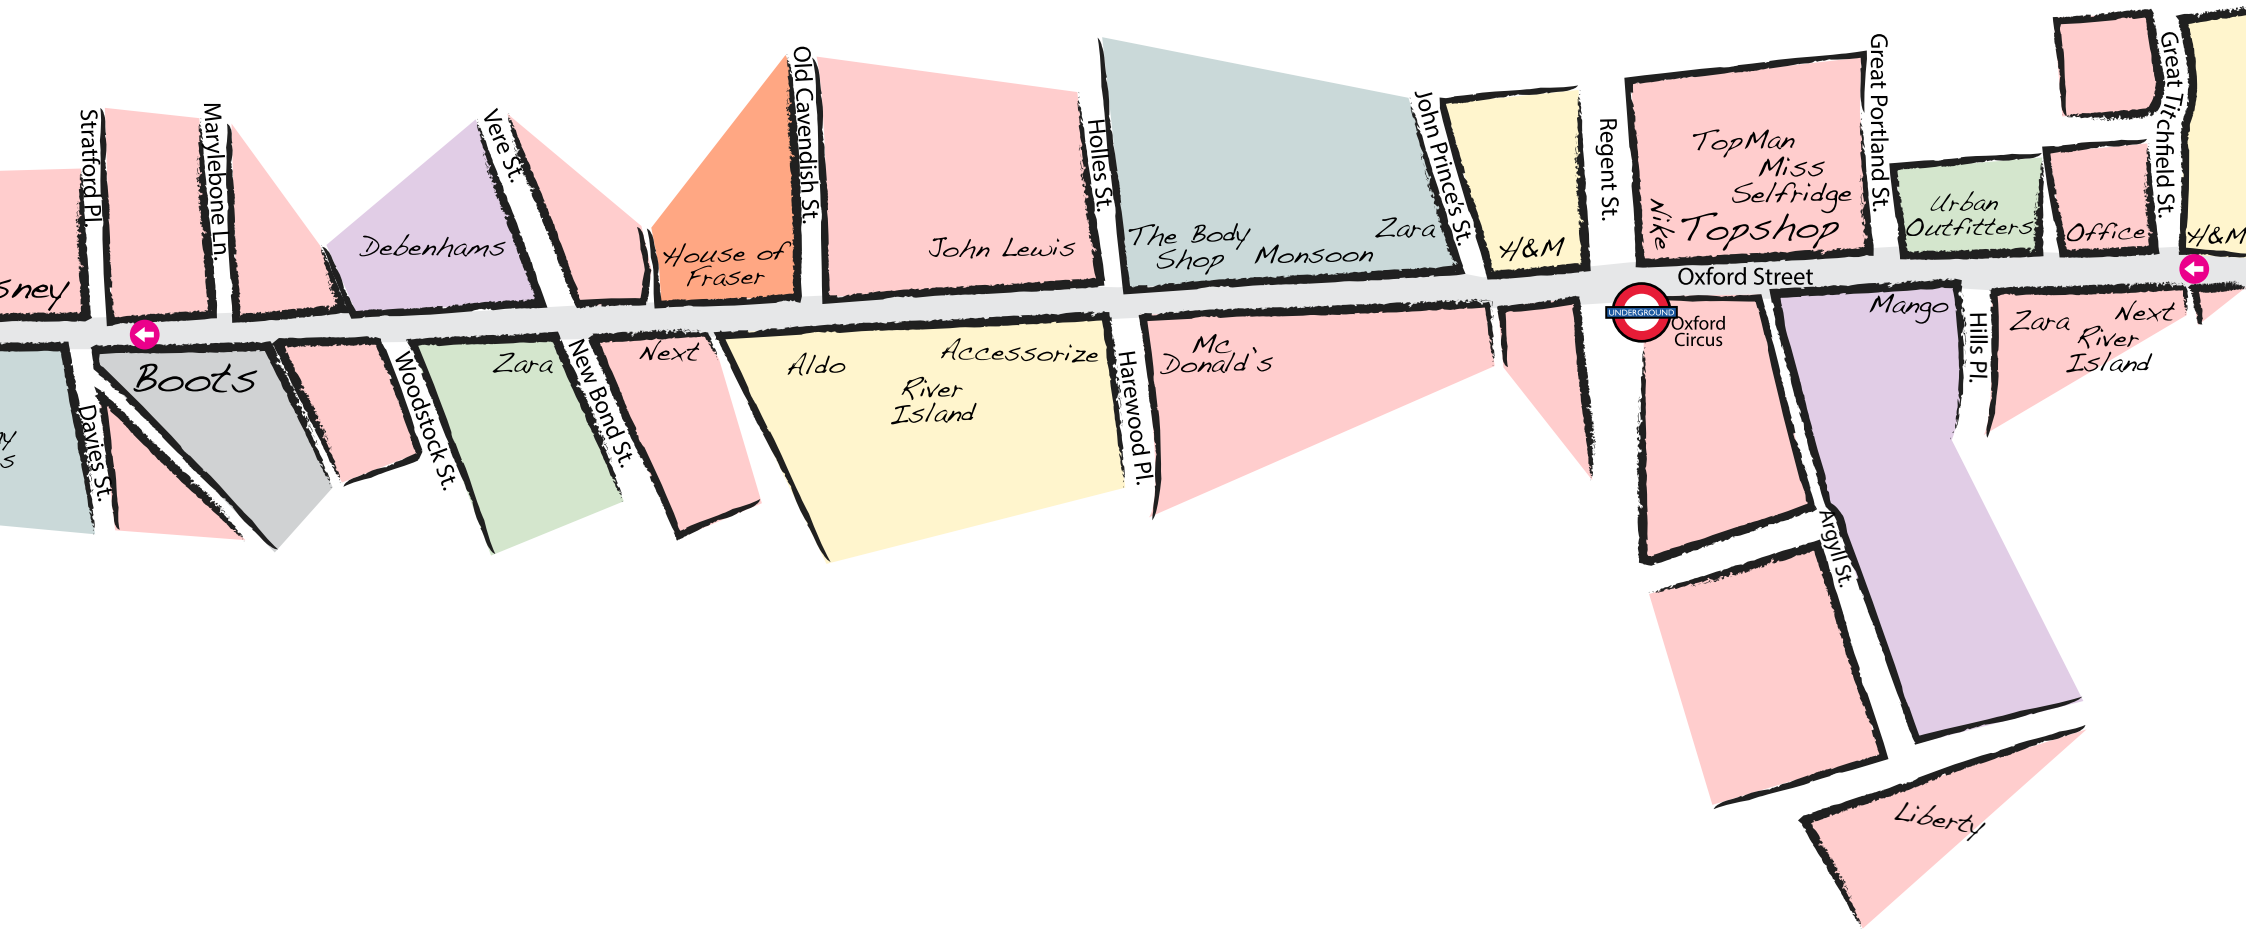 Stratford Pl.
Marylebone Ln.
Vere St.
Old Cavendish St.
Holles St.
John Prince's St.
Regent St.
Great Portland St.
Great Titchfield St.
sney
Debenhams
House of
Fraser
John Lewis
The Body
Shop
Monsoon
Zara
H&M
Nike
TopMan
Miss
Selfridge
Topshop
Urban
Outfitters
Office
H&M
Oxford Street
UNDERGROUND
Oxford
Circus
Boots
Davies St.
Woodstock St.
Zara
New Bond St.
Next
Aldo
Accessorize
River
Island
Harewood Pl.
Mc
Donald's
Argyll St.
Mango
Hills Pl.
Zara
Next
River
Island
Liberty